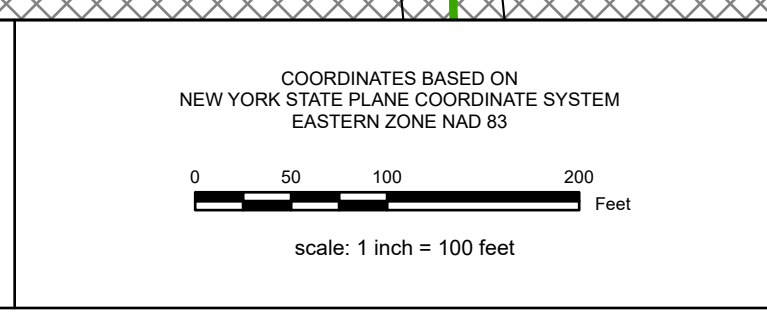 COORDINATES BASED ON
NEW YORK STATE PLANE COORDINATE SYSTEM
EASTERN ZONE NAD 83
0 50 100 200
Feet
scale: 1 inch = 100 feet